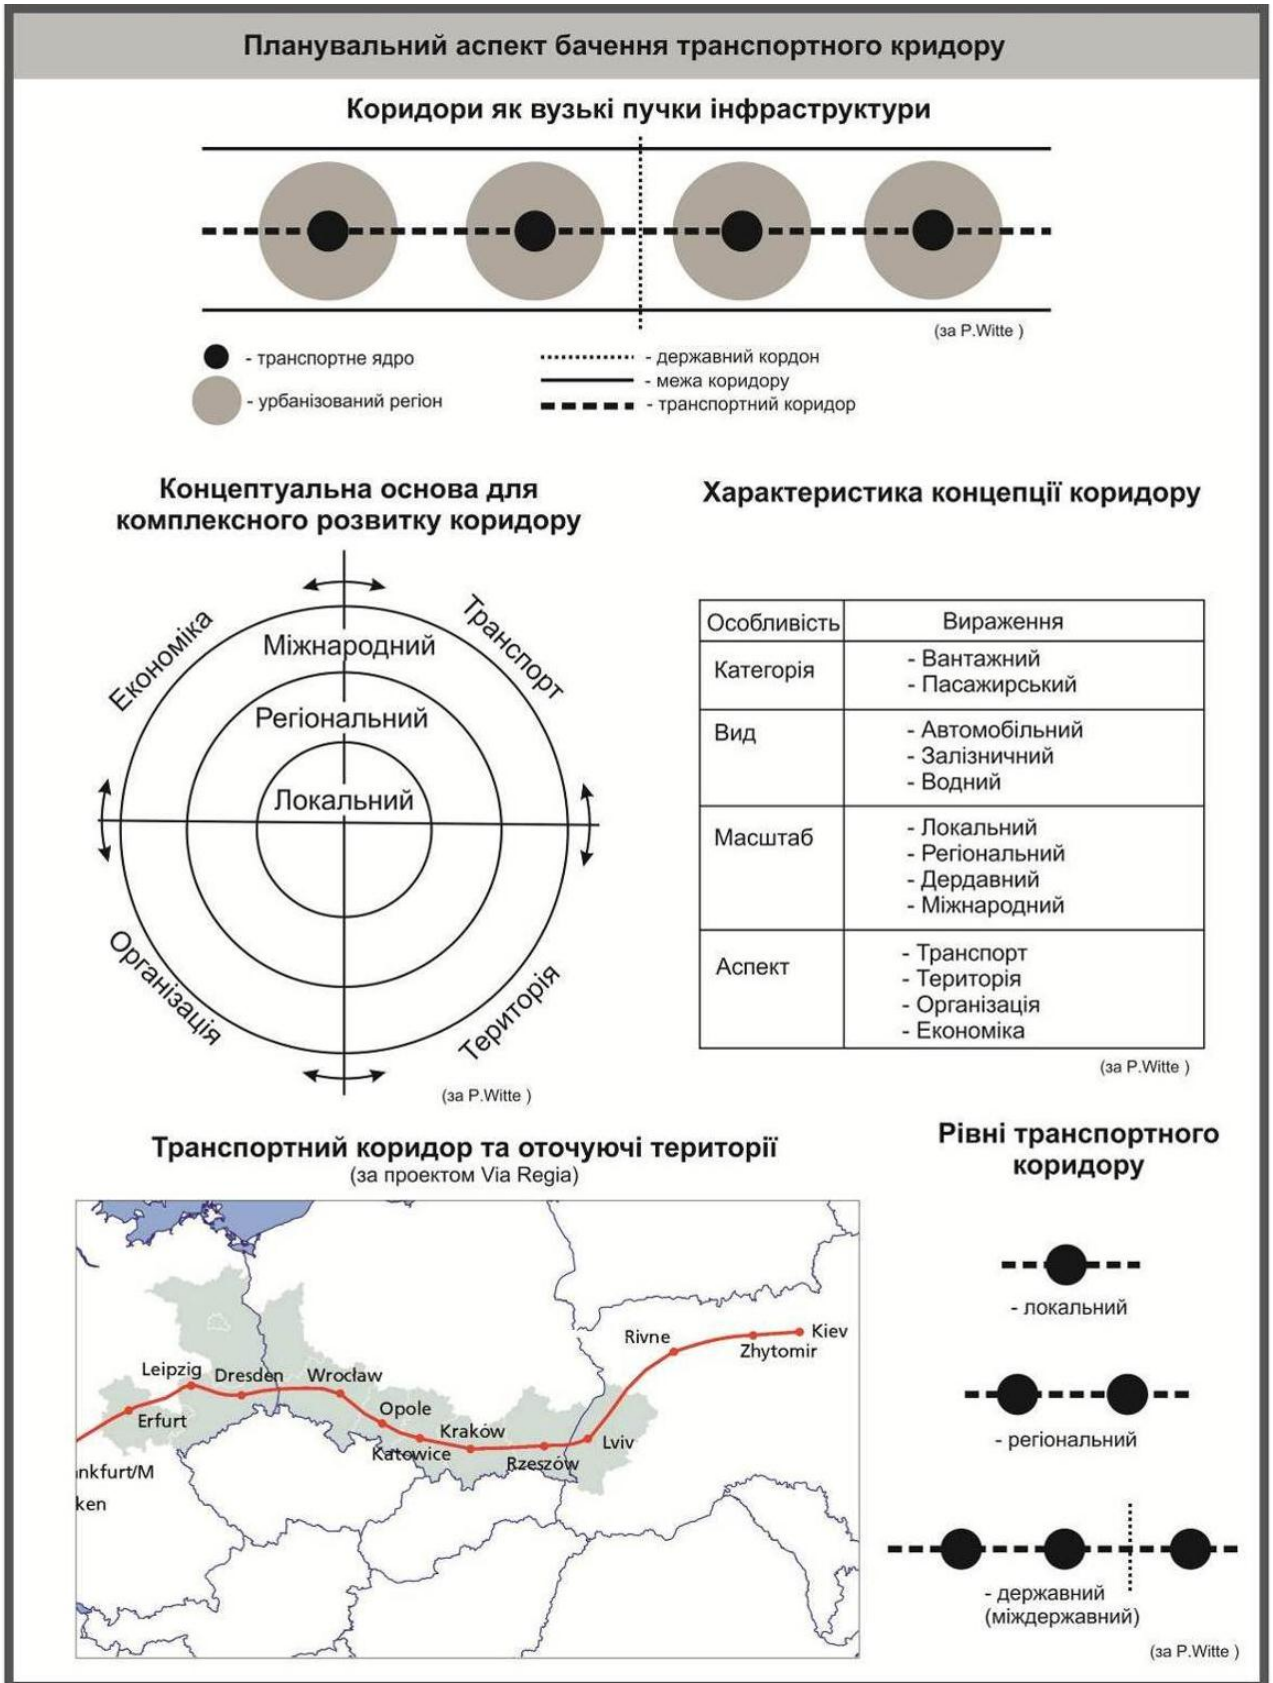 Планувальний аспект бачення транспортного кридору
Коридори як вузькі пучки інфраструктури
(за P.Witte )
- транспортне ядро
- урбанізований регіон
- державний кордон
- межа коридору
- транспортний коридор
Концептуальна основа для
комплексного розвитку коридору
Економіка
Транспорт
Міжнародний
Регіональний
Локальний
Організація
Територія
(за P.Witte )
Характеристика концепції коридору
Особливість Вираження
Категорія
- Вантажний
- Пасажирський
Вид
- Автомобільний
- Залізничний
- Водний
Масштаб
- Локальний
- Регіональний
- Дердавний
- Міжнародний
Аспект
- Транспорт
- Територія
- Організація
- Економіка
(за P.Witte )
Транспортний коридор та оточуючі території
(за проектом Via Regia)
Rivne
Kiev
Zhytomir
Leipzig
Dresden
Wrocław
Erfurt
Opole
Kraków
Katowice
Rzeszów
Lviv
nkfurt/M
ken
Рівні транспортного
коридору
- локальний
- регіональний
- державний
(міждержавний)
(за P.Witte )